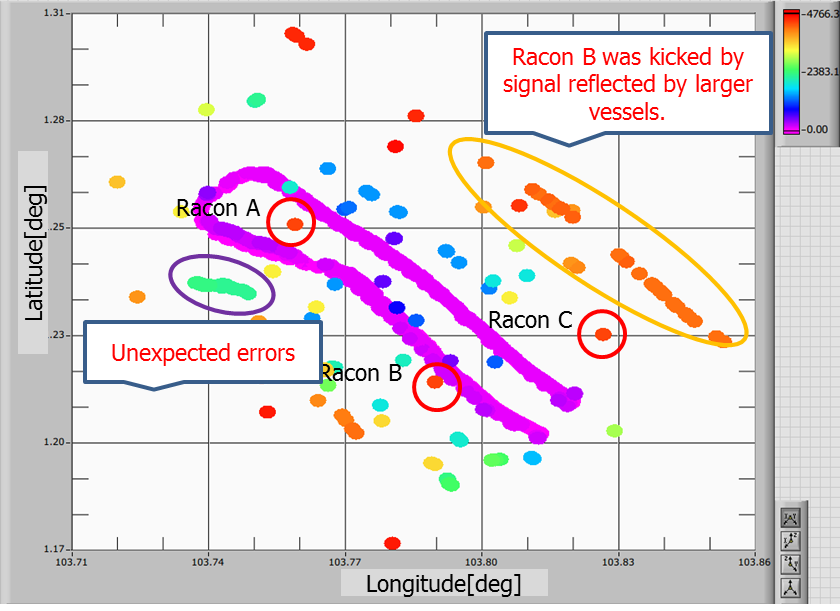 1.31
4766.3
Racon B was kicked by
signal reflected by larger
vessels.
2383.1
1.28
0.00
Racon A
1.25
Latitude[deg]
Racon C
1.23
Unexpected errors
Racon B
1.20
1.17
103.71
103.74
103.77
103.80
103.83
103.86
Longitude[deg]